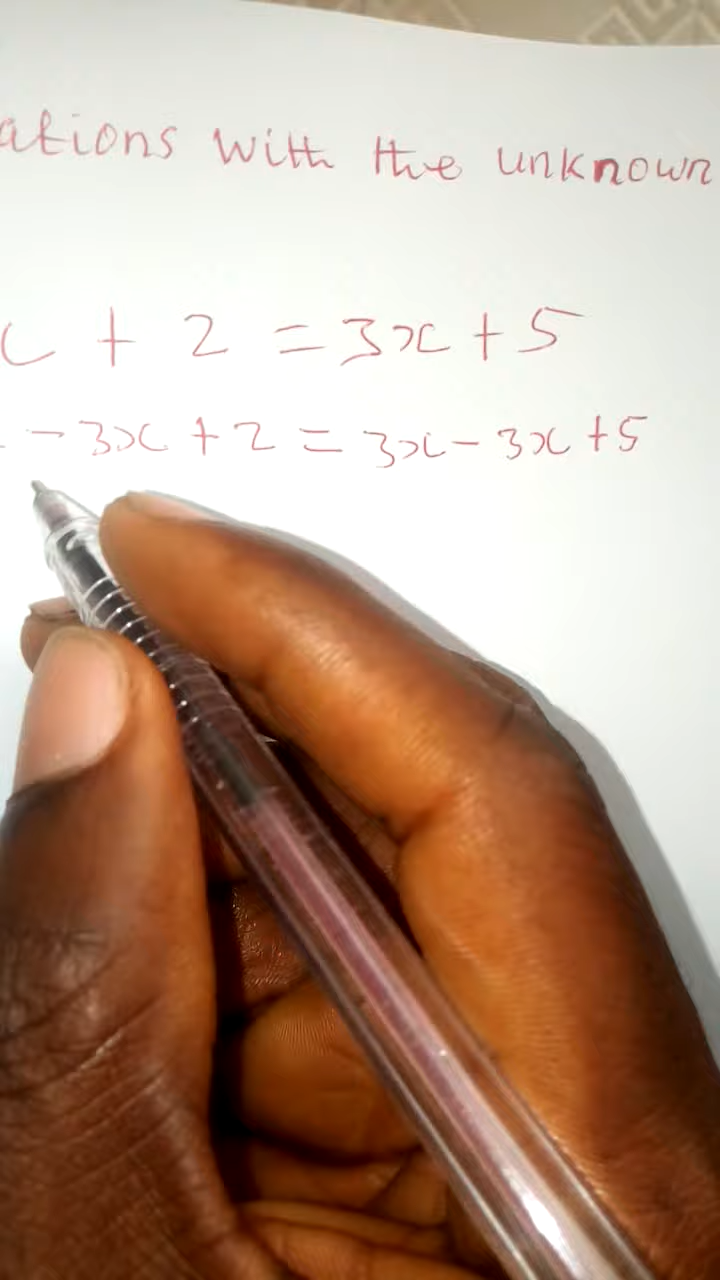 ations with the unknown
x + 2 = 3x + 5
- 3x + 2 = 3x - 3x + 5